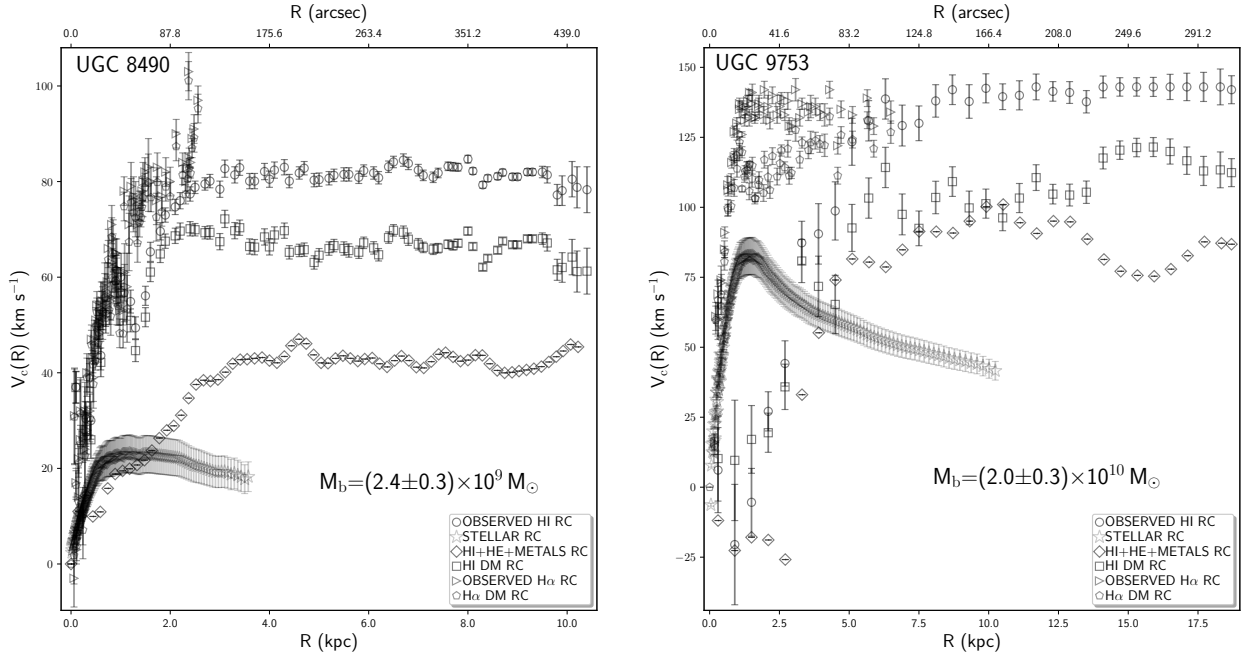 R (arcsec)
0.0 87.8 175.6 263.4 351.2 439.0
UGC 8490
V_c(R) (km s⁻¹)
100
80
60
40
20
0
M_b=(2.4±0.3)×10⁹ M_⊙
OBSERVED HI RC
STELLAR RC
HI+HE+METALS RC
HI DM RC
OBSERVED Hα RC
Hα DM RC
0.0 2.0 4.0 6.0 8.0 10.0
R (kpc)
R (arcsec)
0.0 41.6 83.2 124.8 166.4 208.0 249.6 291.2
UGC 9753
V_c(R) (km s⁻¹)
150
125
100
75
50
25
0
−25
M_b=(2.0±0.3)×10¹⁰ M_⊙
OBSERVED HI RC
STELLAR RC
HI+HE+METALS RC
HI DM RC
OBSERVED Hα RC
Hα DM RC
0.0 2.5 5.0 7.5 10.0 12.5 15.0 17.5
R (kpc)